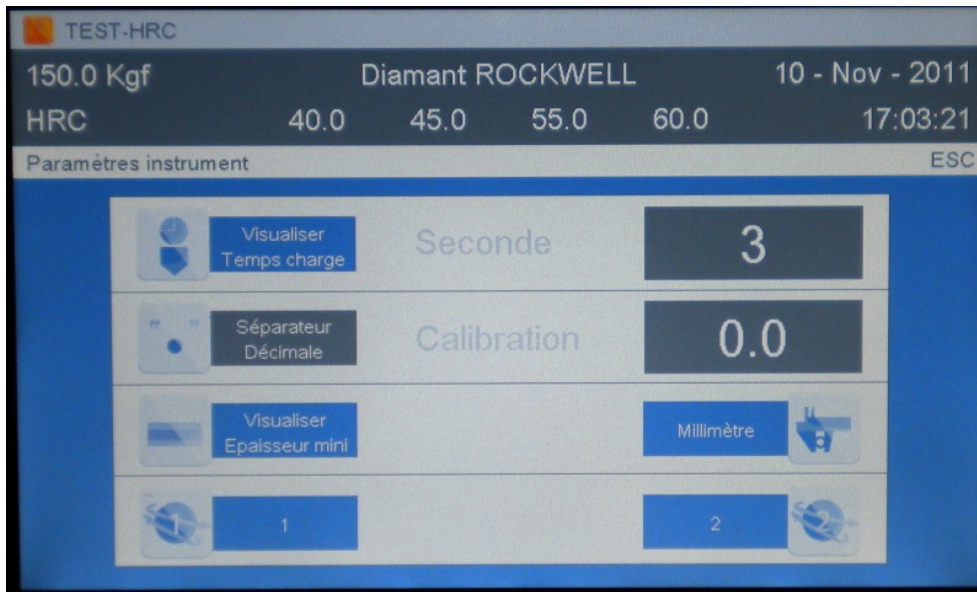 TEST-HRC
150.0 Kgf Diamant ROCKWELL 10 - Nov - 2011
HRC 40.0 45.0 55.0 60.0 17:03:21
Paramètres instrument ESC
Visualiser
Temps charge
Seconde
3
Séparateur
Décimale
Calibration
0.0
Visualiser
Epaisseur mini
Millimètre
1
1
2
2